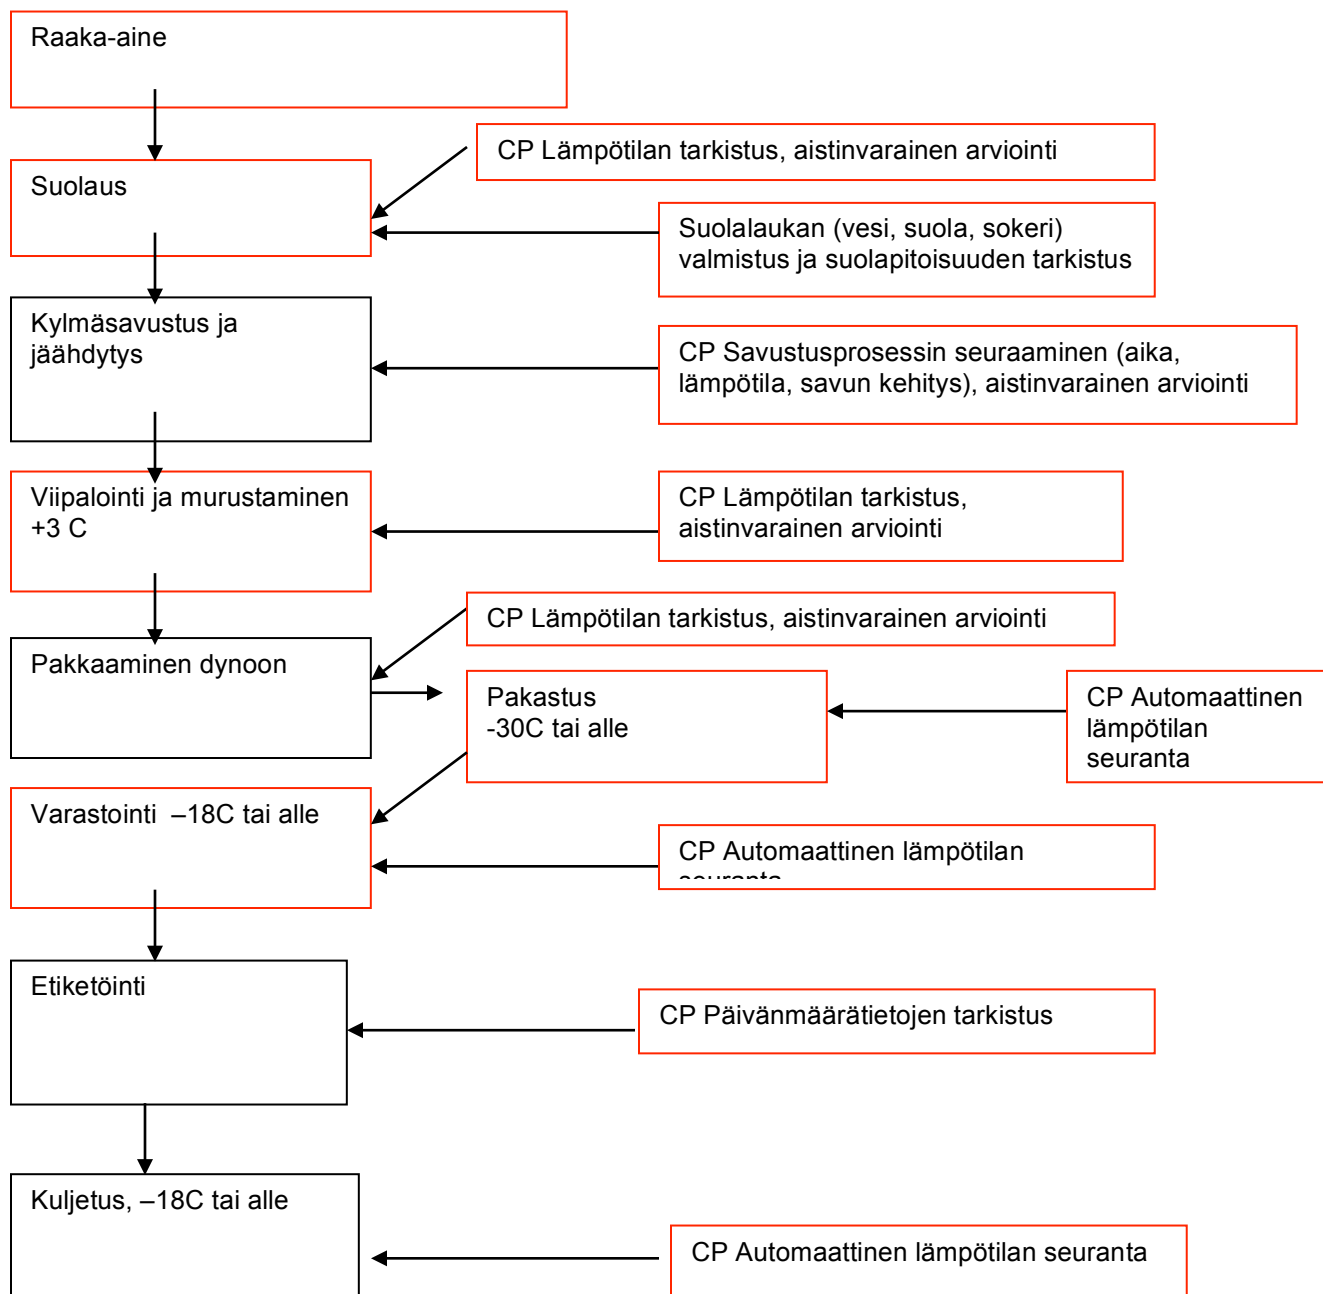 Raaka-aine
CP Lämpötilan tarkistus, aistinvarainen arviointi
Suolaus
Suolalaukan (vesi, suola, sokeri)
valmistus ja suolapitoisuuden tarkistus
Kylmäsavustus ja
jäähdytys
CP Savustusprosessin seuraaminen (aika,
lämpötila, savun kehitys), aistinvarainen arviointi
Viipalointi ja murustaminen
+3 C
CP Lämpötilan tarkistus,
aistinvarainen arviointi
CP Lämpötilan tarkistus, aistinvarainen arviointi
Pakkaaminen dynoon
Pakastus
-30C tai alle
CP Automaattinen
lämpötilan
seuranta
Varastointi –18C tai alle
CP Automaattinen lämpötilan
seuranta
Etiketöinti
CP Päivänmäärätietojen tarkistus
Kuljetus, –18C tai alle
CP Automaattinen lämpötilan seuranta